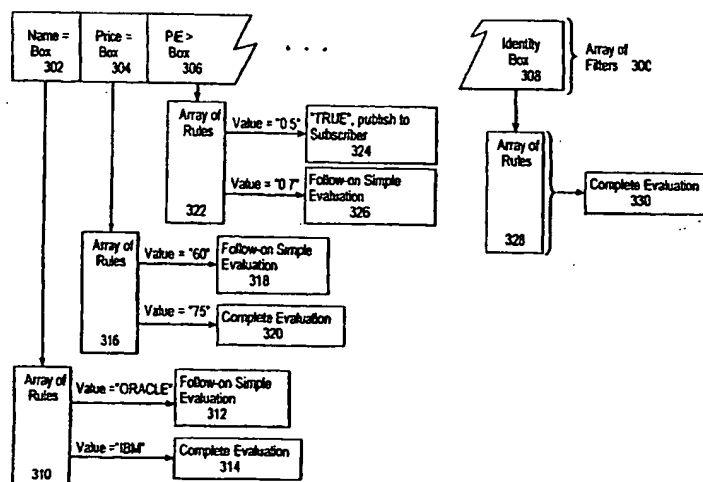 Name =
Box
302
Price =
Box
304
PE >
Box
306
. . .
Identity
Box
308
Array of
Filters 300
Array of
Rules
322
Value = "0 5"
"TRUE", publish to
Subscriber
324
Value = "0 7"
Follow-on Simple
Evaluation
326
Array of
Rules
328
Complete Evaluation
330
Array of
Rules
316
Value = "60"
Follow-on Simple
Evaluation
318
Value = "75"
Complete Evaluation
320
Array of
Rules
310
Value ="ORACLE"
Follow-on Simple
Evaluation
312
Value ="IBM"
Complete Evaluation
314